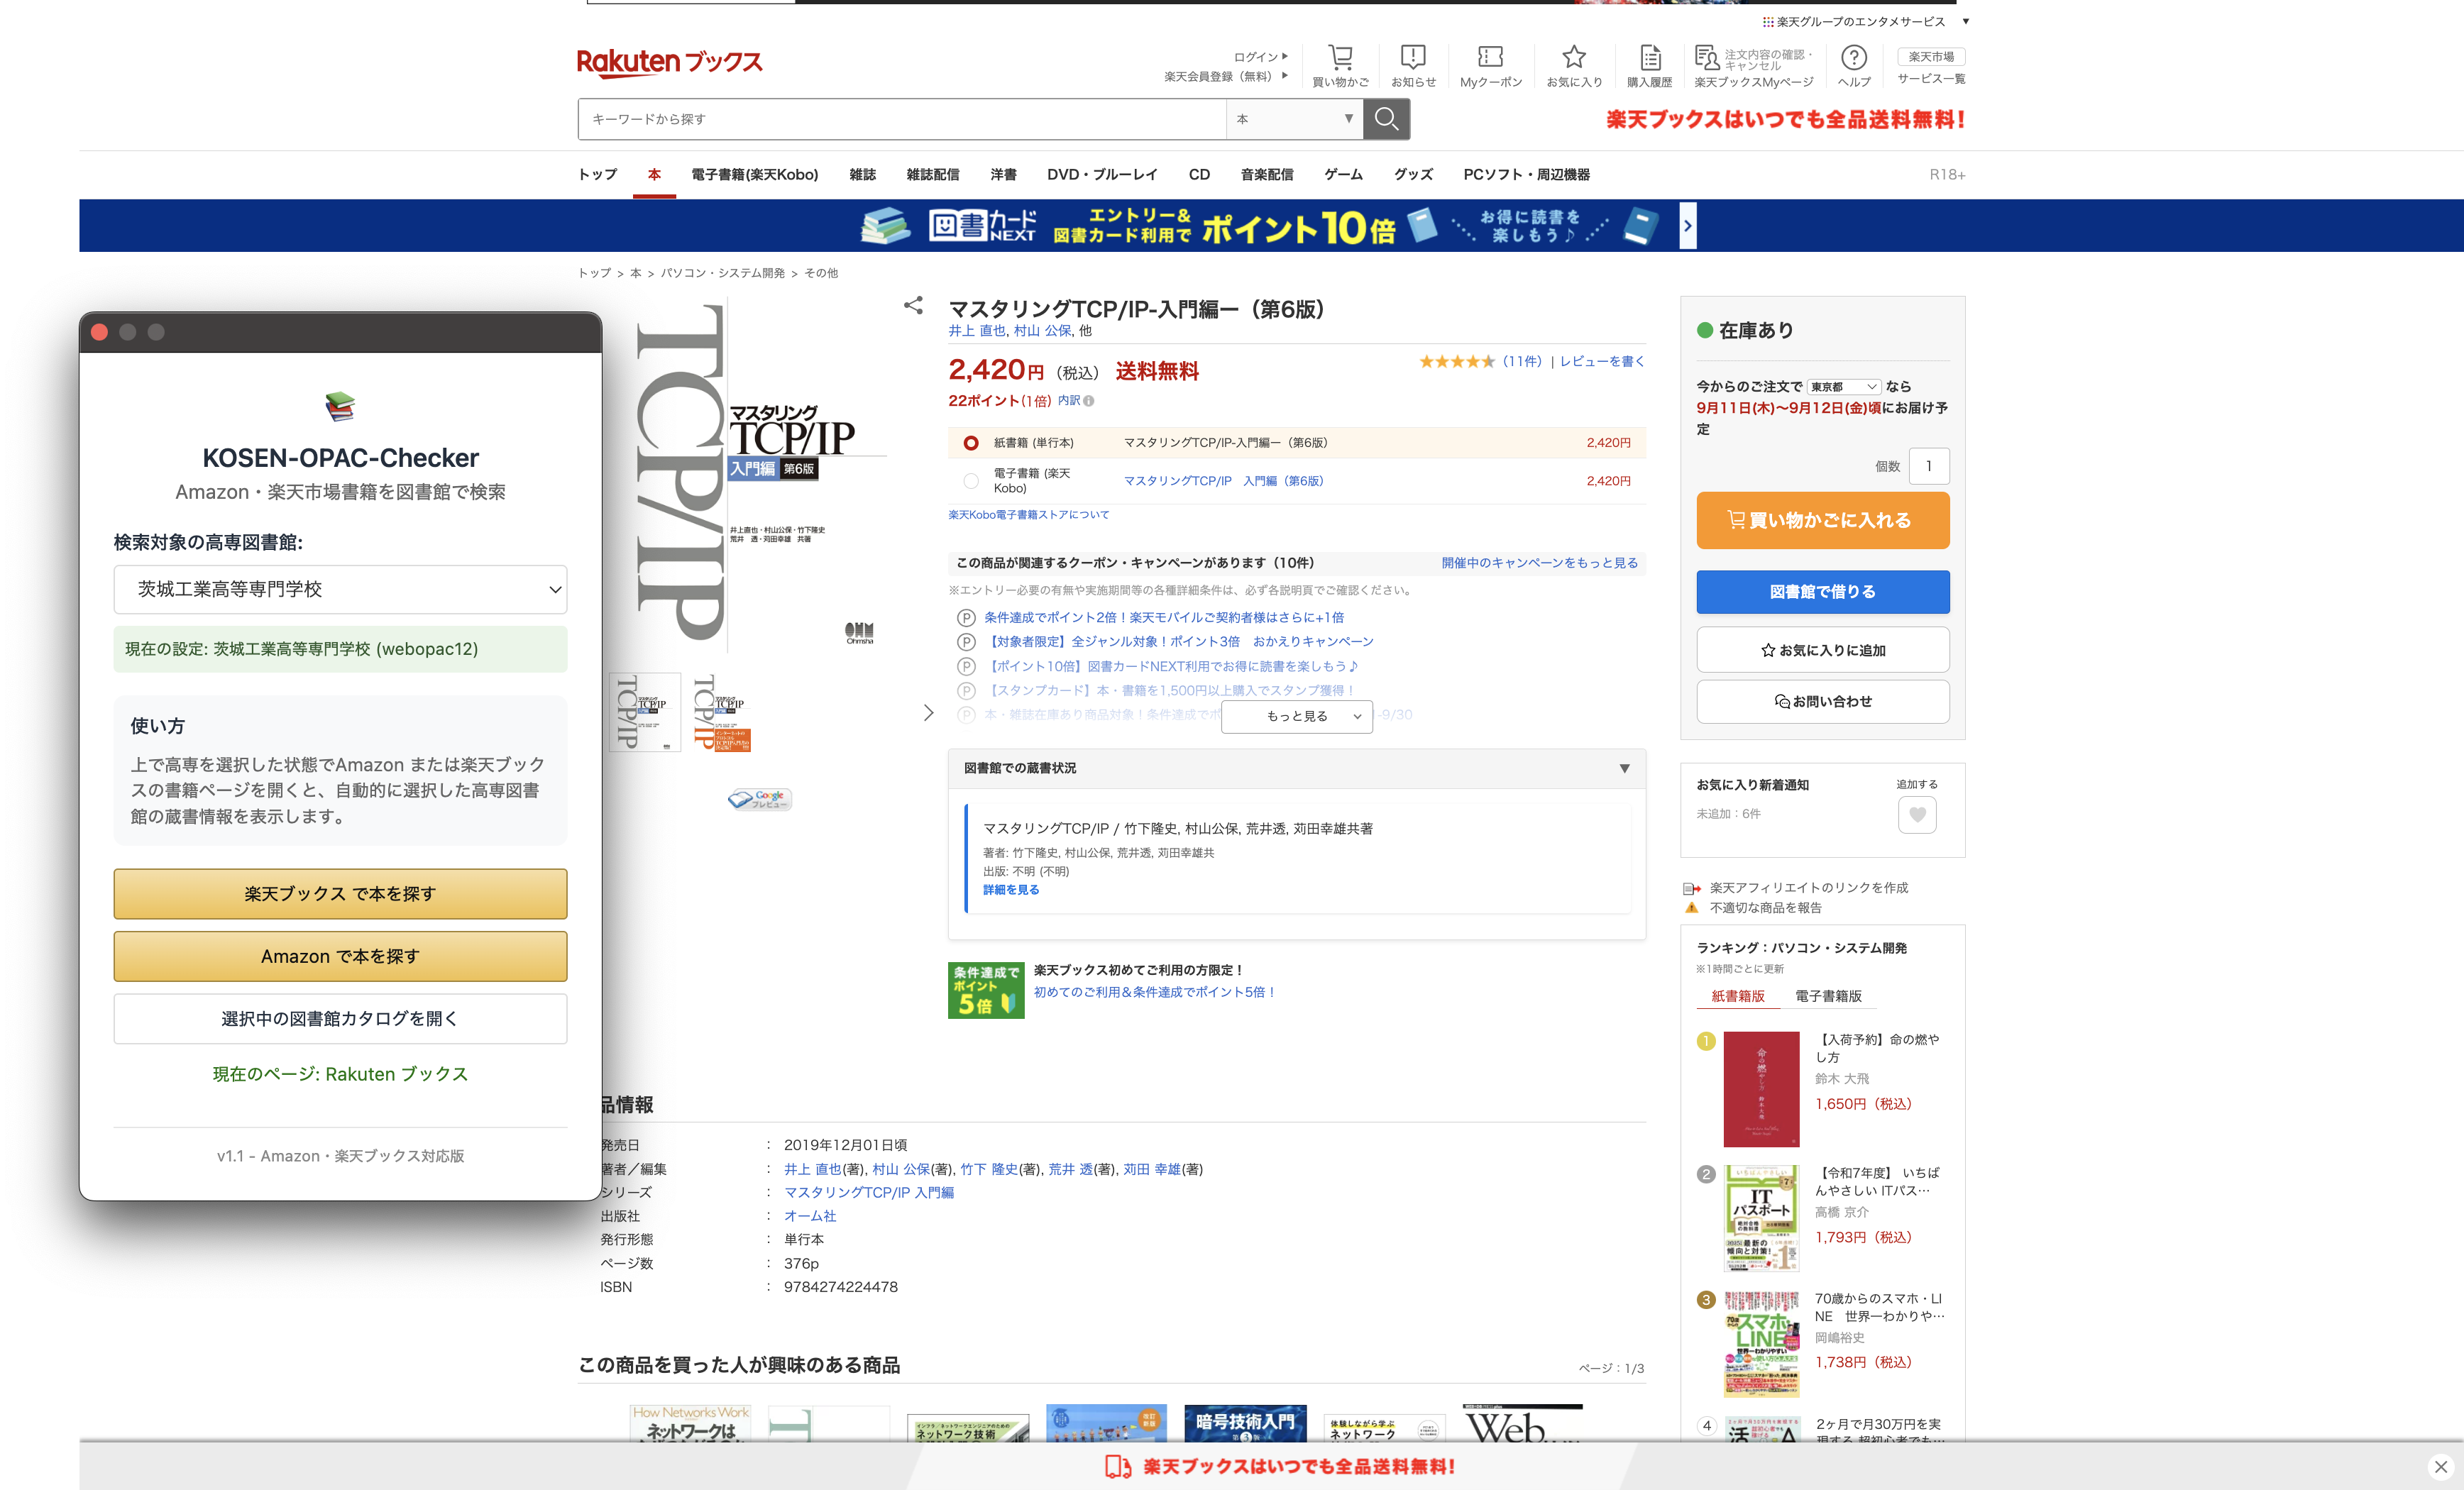 楽天グループのエンタメサービス ▼
Rakuten ブックス
ログイン
楽天会員登録（無料）
買い物かご
お知らせ
Myクーポン
お気に入り
購入履歴
注文内容の確認・
キャンセル
楽天ブックスMyページ
ヘルプ
楽天市場
サービス一覧
キーワードから探す
本 ▼
楽天ブックスはいつでも全品送料無料!
トップ 本 電子書籍(楽天Kobo) 雑誌 雑誌配信 洋書 DVD・ブルーレイ CD 音楽配信 ゲーム グッズ PCソフト・周辺機器 R18+
図書カード NEXT
エントリー&
図書カード利用で
ポイント10倍
お得に読書を
楽しもう♪
トップ > 本 > パソコン・システム開発 > その他
KOSEN-OPAC-Checker
Amazon・楽天市場書籍を図書館で検索
検索対象の高専図書館:
茨城工業高等専門学校
現在の設定: 茨城工業高等専門学校 (webopac12)
使い方
上で高専を選択した状態でAmazon または楽天ブック
スの書籍ページを開くと、自動的に選択した高専図書
館の蔵書情報を表示します。
楽天ブックス で本を探す
Amazon で本を探す
選択中の図書館カタログを開く
現在のページ: Rakuten ブックス
v1.1 - Amazon・楽天ブックス対応版
TCP/IP
マスタリング
TCP/IP
入門編 第6版
井上直也・村山公保・竹下隆史
荒井 透・苅田幸雄 共著
Ohmsha
Google
プレビュー
マスタリングTCP/IP-入門編ー（第6版）
井上 直也, 村山 公保, 他
2,420円（税込） 送料無料
(11件) | レビューを書く
22ポイント(1倍) 内訳
紙書籍 (単行本) マスタリングTCP/IP-入門編ー（第6版） 2,420円
電子書籍 (楽天
Kobo)
マスタリングTCP/IP 入門編（第6版） 2,420円
楽天Kobo電子書籍ストアについて
この商品が関連するクーポン・キャンペーンがあります（10件） 開催中のキャンペーンをもっと見る
※エントリー必要の有無や実施期間等の各種詳細条件は、必ず各説明頁でご確認ください。
条件達成でポイント2倍！楽天モバイルご契約者様はさらに+1倍
【対象者限定】全ジャンル対象！ポイント3倍 おかえりキャンペーン
【ポイント10倍】図書カードNEXT利用でお得に読書を楽しもう♪
【スタンプカード】本・書籍を1,500円以上購入でスタンプ獲得！
本・雑誌在庫あり商品対象！条件達成でポ
-9/30
もっと見る
図書館での蔵書状況 ▼
マスタリングTCP/IP / 竹下隆史, 村山公保, 荒井透, 苅田幸雄共著
著者: 竹下隆史, 村山公保, 荒井透, 苅田幸雄共
出版: 不明 (不明)
詳細を見る
条件達成で
ポイント
5倍
楽天ブックス初めてご利用の方限定！
初めてのご利用＆条件達成でポイント5倍！
品情報
発売日 : 2019年12月01日頃
著者／編集 : 井上 直也(著), 村山 公保(著), 竹下 隆史(著), 荒井 透(著), 苅田 幸雄(著)
シリーズ : マスタリングTCP/IP 入門編
出版社 : オーム社
発行形態 : 単行本
ページ数 : 376p
ISBN : 9784274224478
この商品を買った人が興味のある商品 ページ：1/3
How Networks Work
ネットワークは
ネットワーク技術
暗号技術入門
第3版
体験しながら学ぶ
ネットワーク
Web
在庫あり
今からのご注文で 東京都 なら
9月11日(木)〜9月12日(金)頃にお届け予
定
個数 1
買い物かごに入れる
図書館で借りる
お気に入りに追加
お問い合わせ
お気に入り新着通知 追加する
未追加：6件
楽天アフィリエイトのリンクを作成
不適切な商品を報告
ランキング：パソコン・システム開発
※1時間ごとに更新
紙書籍版 電子書籍版
1
命の燃やし方
鈴木大飛
【入荷予約】命の燃や
し方
鈴木 大飛
1,650円（税込）
2
ITパスポート
最新の
傾向と対策!
【令和7年度】 いちば
んやさしい ITパス…
高橋 京介
1,793円（税込）
3
スマホ
LINE
70歳からのスマホ・LI
NE 世界一わかりや…
岡嶋裕史
1,738円（税込）
4
2ヶ月で月30万円を実
現する 超初心者でも…
楽天ブックスはいつでも全品送料無料!